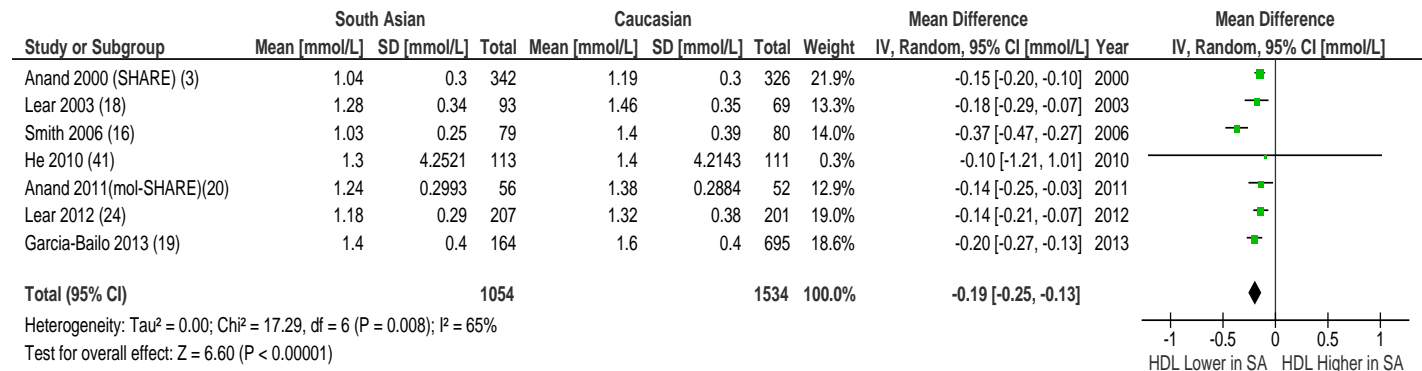 South Asian Caucasian Mean Difference Mean Difference
Study or Subgroup Mean [mmol/L] SD [mmol/L] Total Mean [mmol/L] SD [mmol/L] Total Weight IV, Random, 95% CI [mmol/L] Year IV, Random, 95% CI [mmol/L]
Anand 2000 (SHARE) (3) 1.04 0.3 342 1.19 0.3 326 21.9% -0.15 [-0.20, -0.10] 2000
Lear 2003 (18) 1.28 0.34 93 1.46 0.35 69 13.3% -0.18 [-0.29, -0.07] 2003
Smith 2006 (16) 1.03 0.25 79 1.4 0.39 80 14.0% -0.37 [-0.47, -0.27] 2006
He 2010 (41) 1.3 4.2521 113 1.4 4.2143 111 0.3% -0.10 [-1.21, 1.01] 2010
Anand 2011(mol-SHARE)(20) 1.24 0.2993 56 1.38 0.2884 52 12.9% -0.14 [-0.25, -0.03] 2011
Lear 2012 (24) 1.18 0.29 207 1.32 0.38 201 19.0% -0.14 [-0.21, -0.07] 2012
Garcia-Bailo 2013 (19) 1.4 0.4 164 1.6 0.4 695 18.6% -0.20 [-0.27, -0.13] 2013
Total (95% CI) 1054 1534 100.0% -0.19 [-0.25, -0.13]
Heterogeneity: Tau² = 0.00; Chi² = 17.29, df = 6 (P = 0.008); I² = 65%
Test for overall effect: Z = 6.60 (P < 0.00001)
-1 -0.5 0 0.5 1
HDL Lower in SA HDL Higher in SA